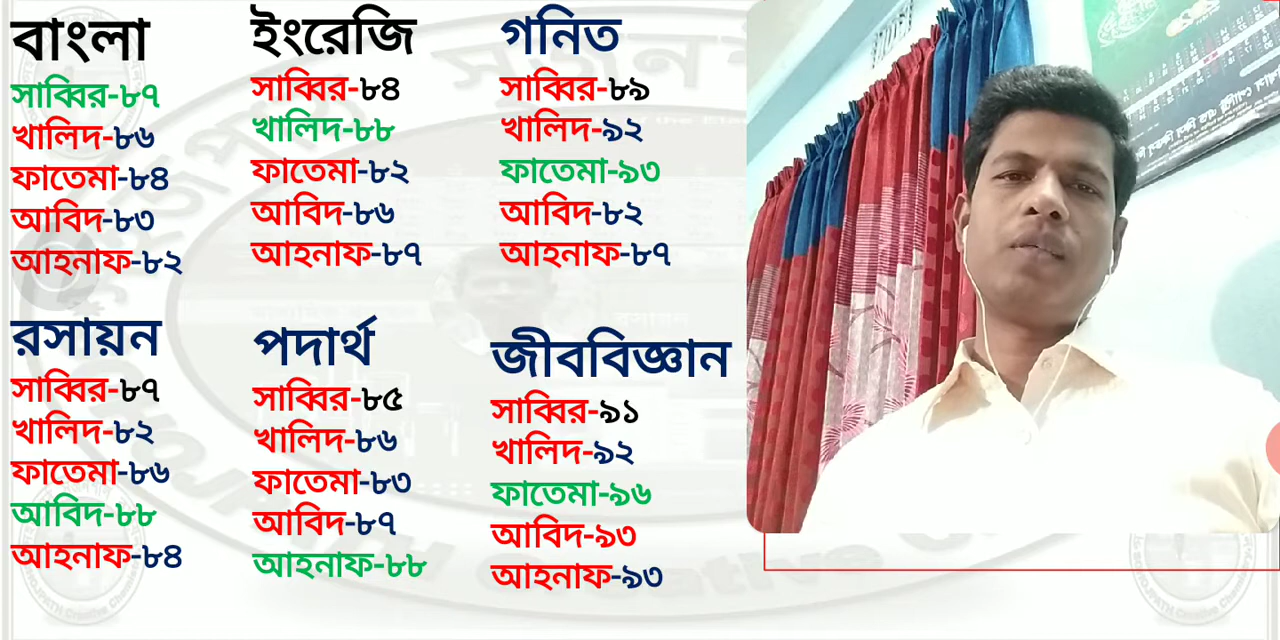 বাংলা
সাব্বির-৮৭
খালিদ-৮৬
ফাতেমা-৮৪
আবিদ-৮৩
আহনাফ-৮২
ইংরেজি
সাব্বির-৮৪
খালিদ-৮৮
ফাতেমা-৮২
আবিদ-৮৬
আহনাফ-৮৭
গনিত
সাব্বির-৮৯
খালিদ-৯২
ফাতেমা-৯৩
আবিদ-৮২
আহনাফ-৮৭
রসায়ন
সাব্বির-৮৭
খালিদ-৮২
ফাতেমা-৮৬
আবিদ-৮৮
আহনাফ-৮৪
পদার্থ
সাব্বির-৮৫
খালিদ-৮৬
ফাতেমা-৮৩
আবিদ-৮৭
আহনাফ-৮৮
জীববিজ্ঞান
সাব্বির-৯১
খালিদ-৯২
ফাতেমা-৯৬
আবিদ-৯৩
আহনাফ-৯৩